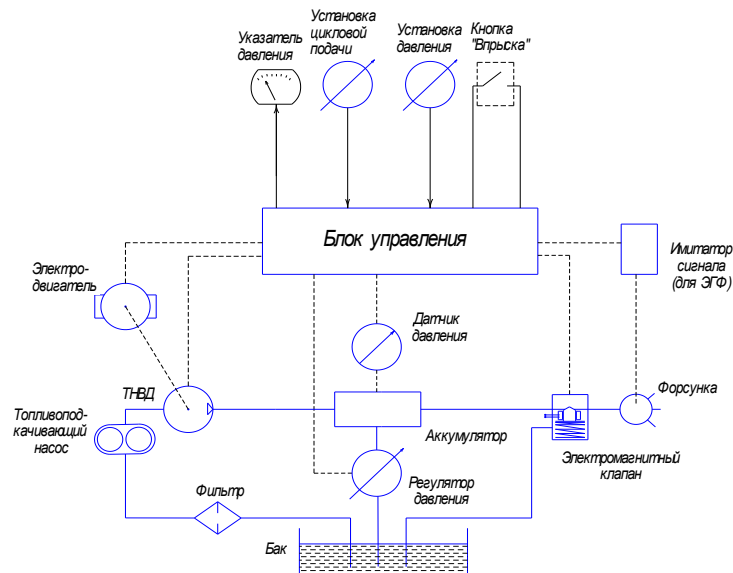 Указатель
давления
Установка
цикловой
подачи
Установка
давления
Кнопка
"Впрыска"
Блок управления
Имитатор
сигнала
(для ЭГФ)
Электро-
двигатель
Датчик
давления
ТНВД
Форсунка
Топливопод-
качивающий
насос
Аккумулятор
Электромагнитный
клапан
Регулятор
давления
Фильтр
Бак